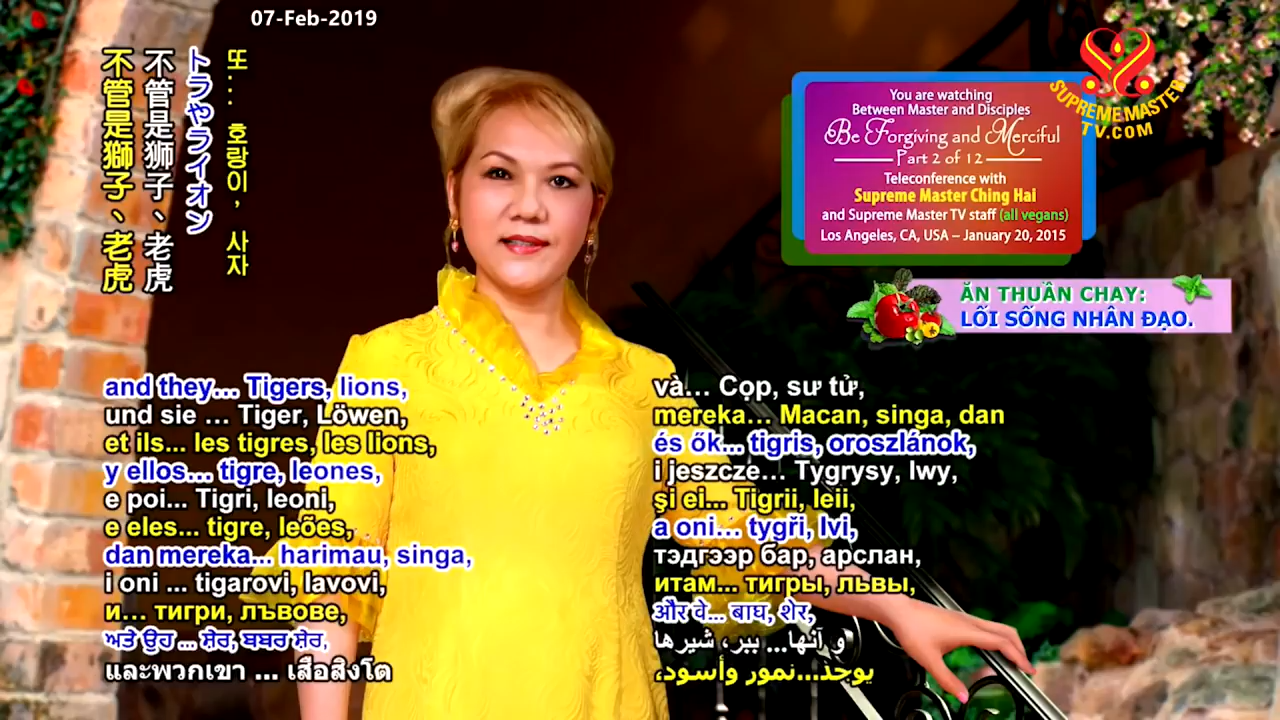 07-Feb-2019
또... 호랑이, 사자
トラやライオン
不管是狮子、老虎
不管是獅子、老虎
You are watching
Between Master and Disciples
Be Forgiving and Merciful
Part 2 of 12
Teleconference with
Supreme Master Ching Hai
and Supreme Master TV staff (all vegans)
Los Angeles, CA, USA – January 20, 2015
SUPREME MASTER
TV.COM
ĂN THUẦN CHAY:
LỐI SỐNG NHÂN ĐẠO.
and they... Tigers, lions,
und sie ... Tiger, Löwen,
et ils... les tigres, les lions,
y ellos... tigre, leones,
e poi... Tigri, leoni,
e eles... tigre, leões,
dan mereka... harimau, singa,
i oni ... tigarovi, lavovi,
и... тигри, лъвове,
ਅਤੇ ਉਹ ... ਸ਼ੇਰ, ਬਬਰ ਸ਼ੇਰ,
และพวกเขา ... เสือสิงโต
và... Cọp, sư tử,
mereka... Macan, singa, dan
és ők... tigris, oroszlánok,
i jeszcze... Tygrysy, lwy,
şi ei... Tigrii, leii,
a oni... tygři, lvi,
тэдгээр бар, арслан,
итам... тигры, львы,
और वे... बाघ, शेर,
و آنها... ببر، شیرها
يوجد...نمور وأسود،